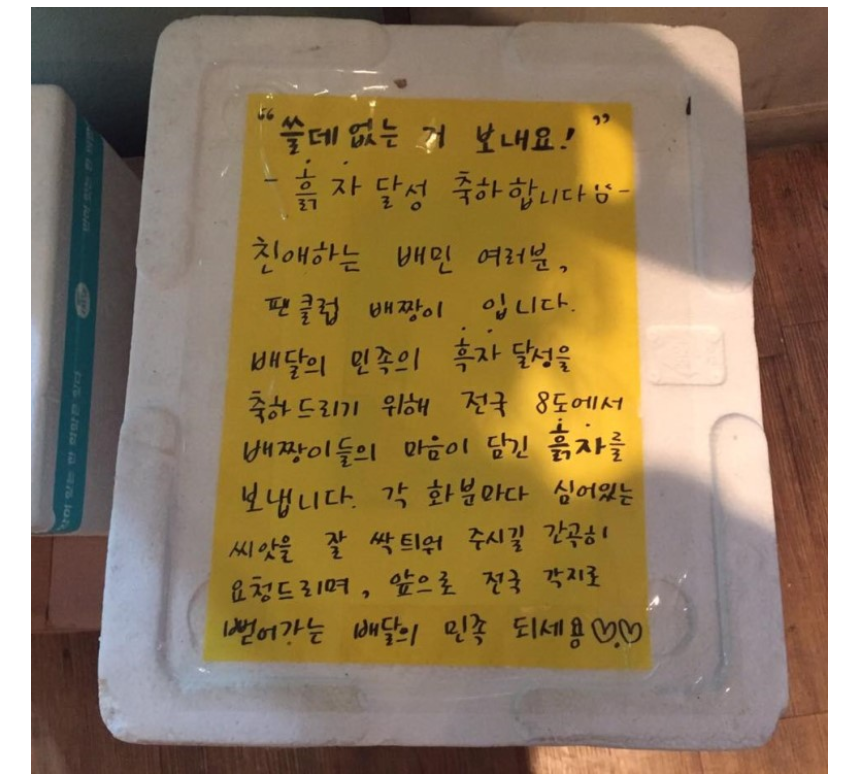 “쓸데없는 거 보내요!”
- 흙자 달성 축하합니다 -
친애하는 배민 여러분,
팬클럽 배짱이 입니다.
배달의 민족의 흑자 달성을
축하드리기 위해 전국 8도에서
배짱이들의 마음이 담긴 흙자를
보냅니다. 각 화분마다 심어있는
씨앗을 잘 싹틔워 주시길 간곡히
요청드리며, 앞으로 전국 각지로
뻗어가는 배달의 민족 되세용♡♡